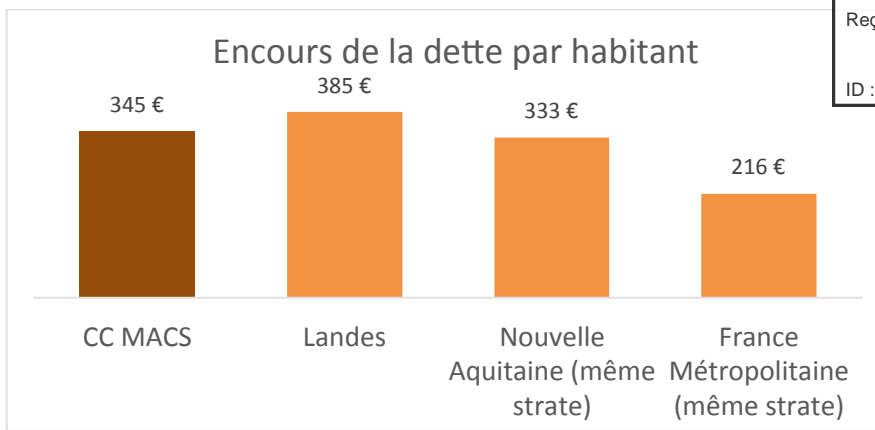 Reç
ID :
Encours de la dette par habitant
345 €
385 €
333 €
216 €
CC MACS
Landes
Nouvelle
Aquitaine (même
strate)
France
Métropolitaine
(même strate)